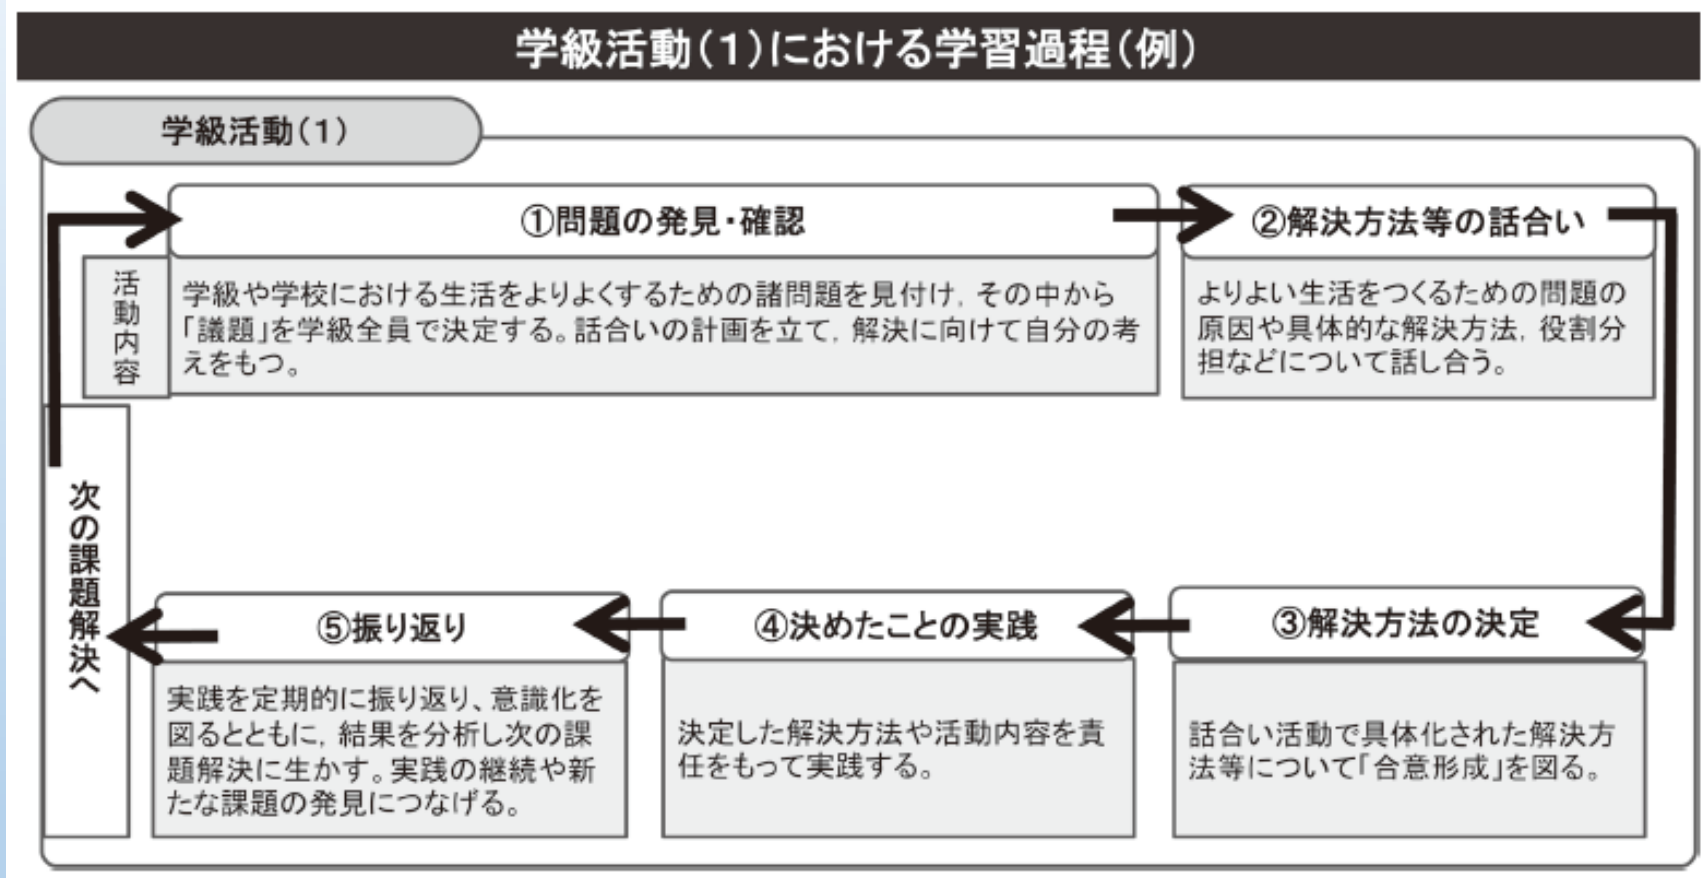 学級活動(1)における学習過程(例)
学級活動(1)
①問題の発見・確認
活動内容
学級や学校における生活をよりよくするための諸問題を見付け,その中から
「議題」を学級全員で決定する。話合いの計画を立て,解決に向けて自分の考
えをもつ。
②解決方法等の話合い
よりよい生活をつくるための問題の
原因や具体的な解決方法,役割分
担などについて話し合う。
③解決方法の決定
話合い活動で具体化された解決方
法等について「合意形成」を図る。
④決めたことの実践
決定した解決方法や活動内容を責
任をもって実践する。
⑤振り返り
実践を定期的に振り返り、意識化を
図るとともに,結果を分析し次の課
題解決に生かす。実践の継続や新
たな課題の発見につなげる。
次の課題解決へ